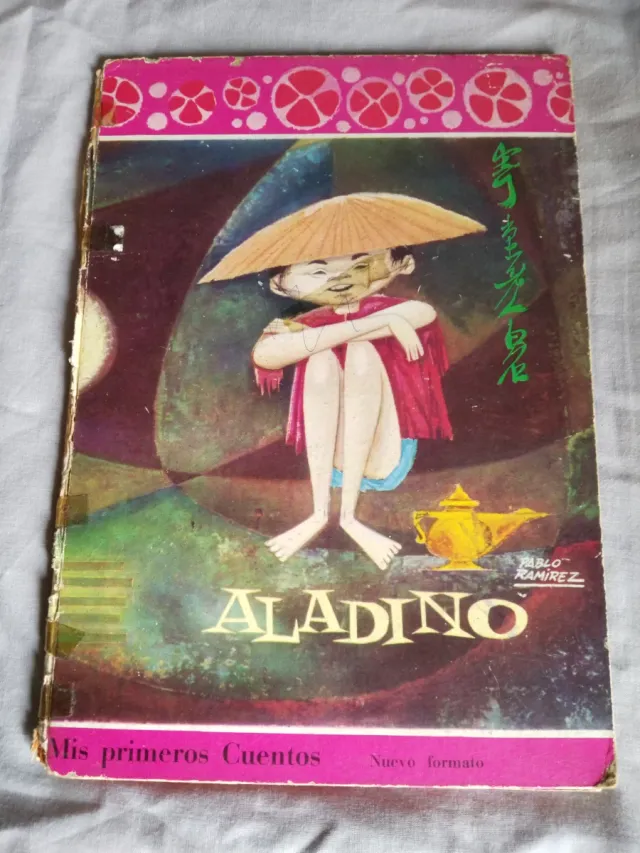 PABLO
RAMIREZ
ALADINO
Mis primeros Cuentos Nuevo formato